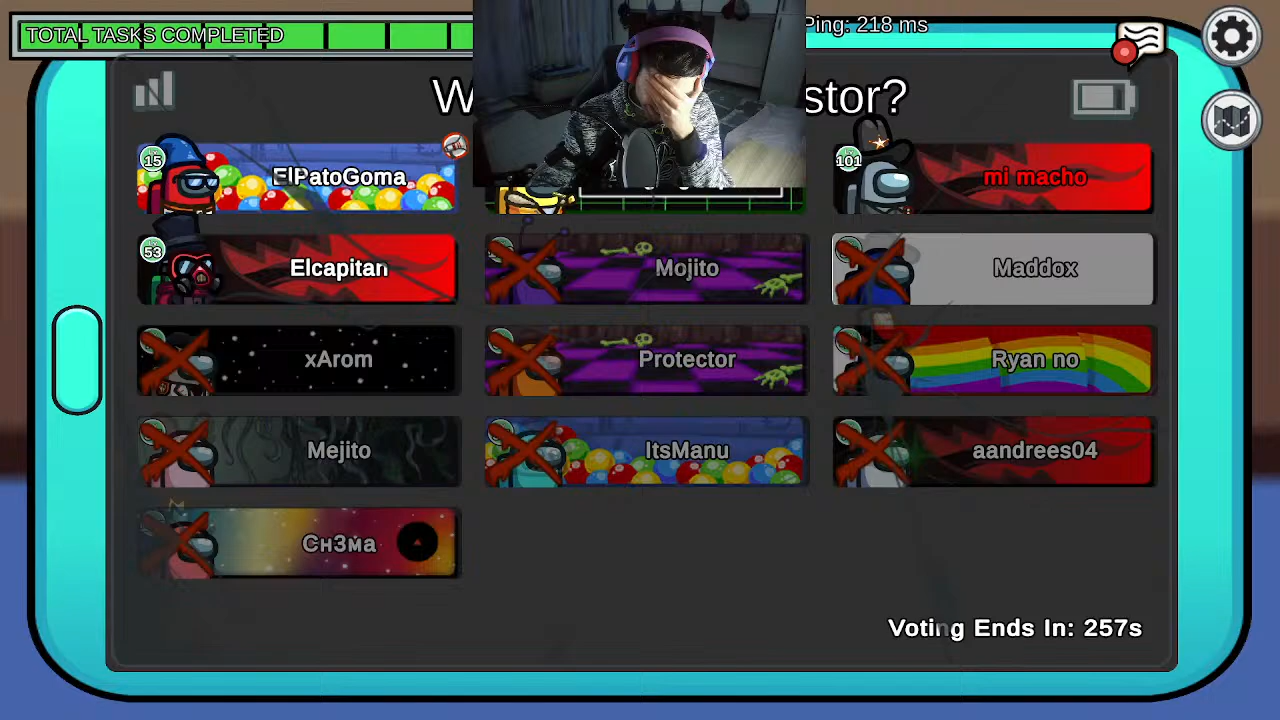 TOTAL TASKS COMPLETED
Ping: 218 ms
W stor?
15 ElPatoGoma
101 mi macho
53 Elcapitan
Mojito
Maddox
xArom
Protector
Ryan no
Mejito
ItsManu
aandrees04
Сн3ма
Voting Ends In: 257s